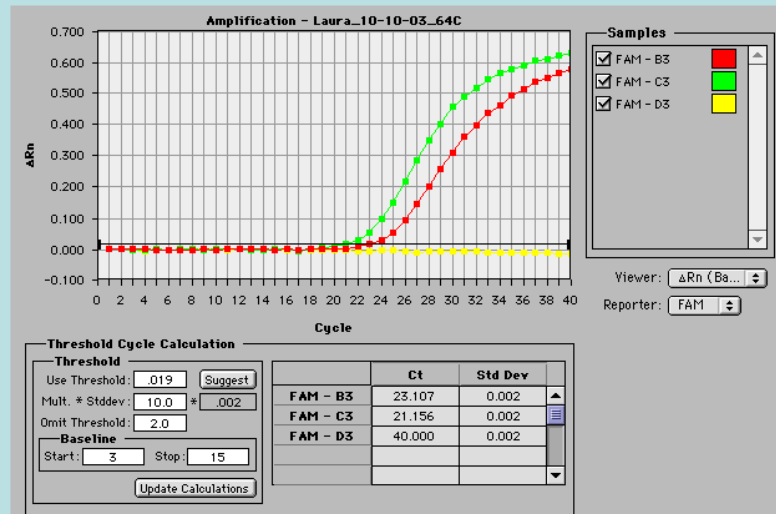 Amplification - Laura_10-10-03_64C
0.700
0.600
0.500
0.400
0.300
0.200
0.100
0.000
-0.100
ΔRn
0 2 4 6 8 10 12 14 16 18 20 22 24 26 28 30 32 34 36 38 40
Cycle
Samples
FAM - B3
FAM - C3
FAM - D3
Viewer: ΔRn (Ba...
Reporter: FAM
Threshold Cycle Calculation
Threshold
Use Threshold: .019 Suggest
Mult. * Stddev: 10.0 * .002
Omit Threshold: 2.0
Baseline
Start: 3 Stop: 15
Update Calculations
Ct Std Dev
FAM - B3 23.107 0.002
FAM - C3 21.156 0.002
FAM - D3 40.000 0.002